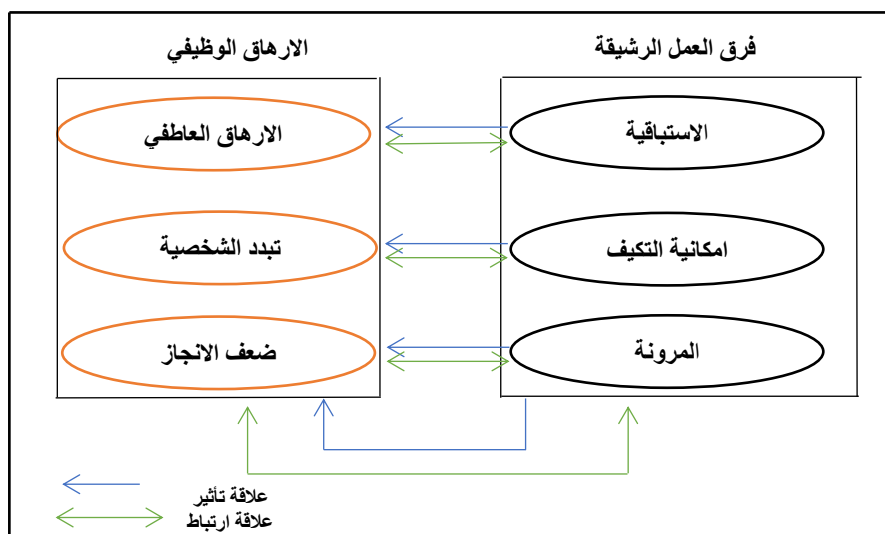 فرق العمل الرشيقة
الارهاق الوظيفي
الاستباقية
الارهاق العاطفي
امكانية التكيف
تبدد الشخصية
المرونة
ضعف الانجاز
علاقة تأثير
علاقة ارتباط